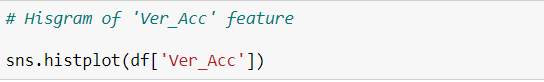 # Hisgram of 'Ver_Acc' feature
sns.histplot(df['Ver_Acc'])